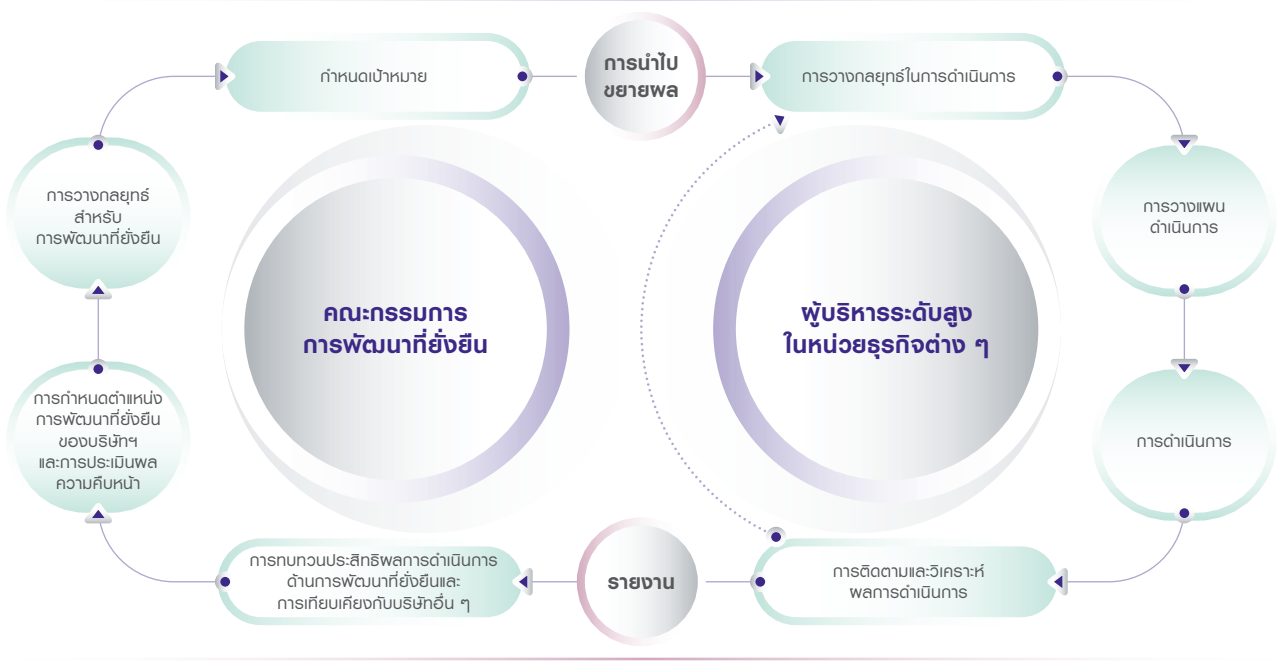 กำหนดเป้าหมาย
การนำไป
ขยายผล
การวางกลยุทธ์ในการดำเนินการ
การวางกลยุทธ์
สำหรับ
การพัฒนาที่ยั่งยืน
การวางแผน
ดำเนินการ
คณะกรรมการ
การพัฒนาที่ยั่งยืน
ผู้บริหารระดับสูง
ในหน่วยธุรกิจต่าง ๆ
การกำหนดตำแหน่ง
การพัฒนาที่ยั่งยืน
ของบริษัทฯ
และการประเมินผล
ความคืบหน้า
การดำเนินการ
การทบทวนประสิทธิผลการดำเนินการ
ด้านการพัฒนาที่ยั่งยืนและ
การเทียบเคียงกับบริษัทอื่น ๆ
รายงาน
การติดตามและวิเคราะห์
ผลการดำเนินการ